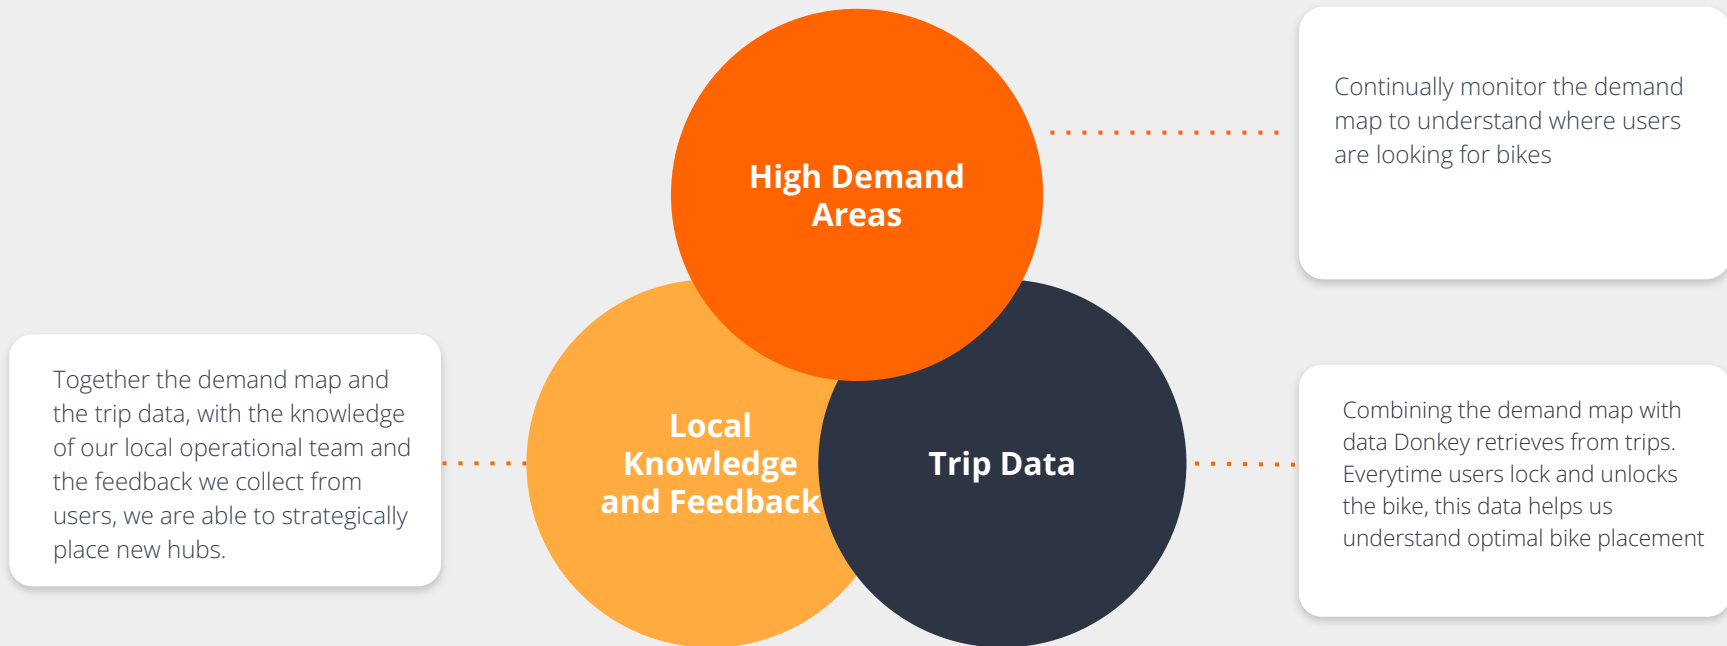 High Demand
Areas
Continually monitor the demand
map to understand where users
are looking for bikes
Together the demand map and
the trip data, with the knowledge
of our local operational team and
the feedback we collect from
users, we are able to strategically
place new hubs.
Local
Knowledge
and Feedback
Trip Data
Combining the demand map with
data Donkey retrieves from trips.
Everytime users lock and unlocks
the bike, this data helps us
understand optimal bike placement